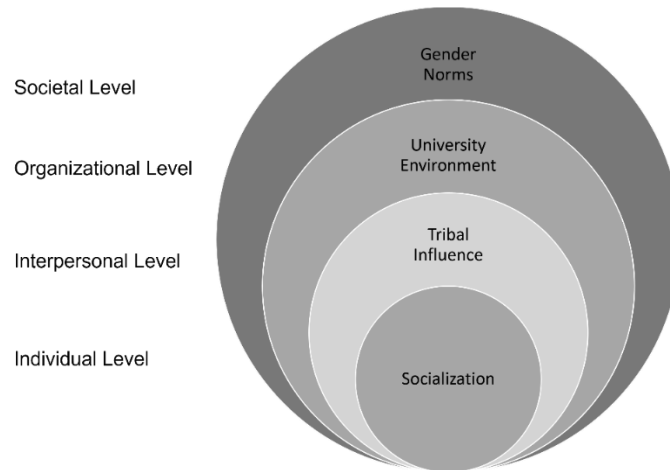 Societal Level
Organizational Level
Interpersonal Level
Individual Level
Gender
Norms
University
Environment
Tribal
Influence
Socialization